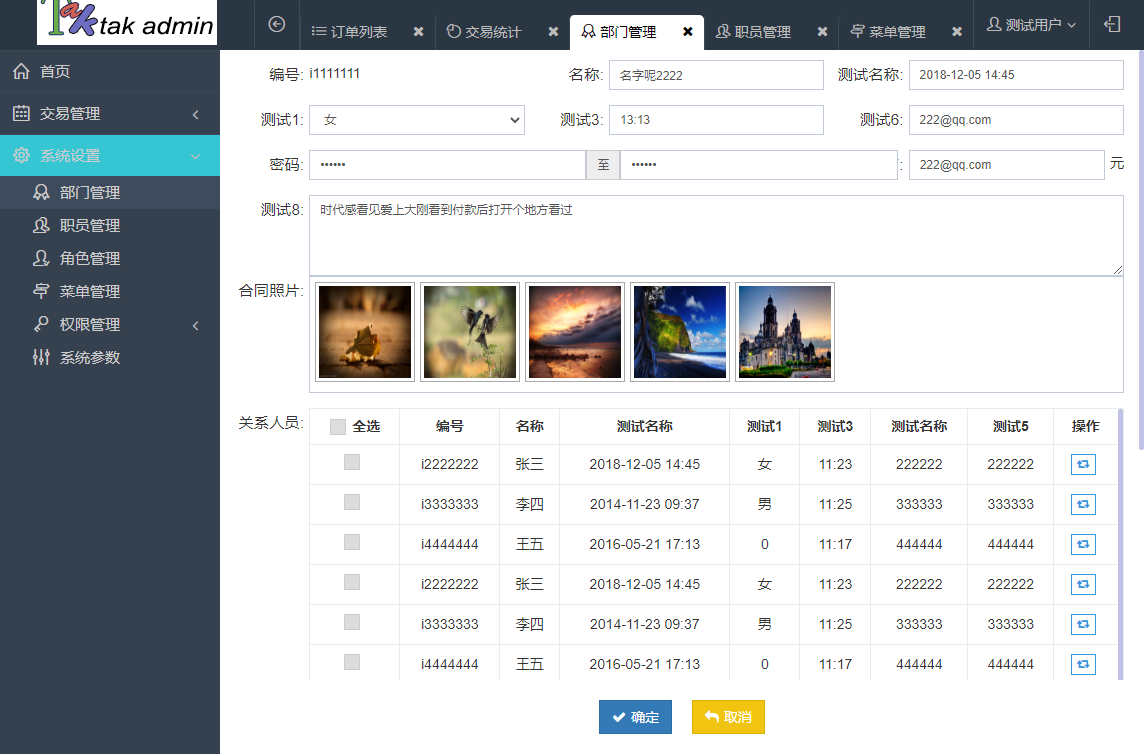 Tak tak admin
订单列表 交易统计 部门管理 职员管理 菜单管理 测试用户
首页
交易管理
系统设置
部门管理
职员管理
角色管理
菜单管理
权限管理
系统参数
编号: i1111111 名称: 名字呢2222 测试名称: 2018-12-05 14:45
测试1: 女 测试3: 13:13 测试6: 222@qq.com
密码: •••••• 至 •••••• : 222@qq.com 元
测试8: 时代感看见爱上大刚看到付款后打开个地方看过
合同照片:
关系人员:
全选 编号 名称 测试名称 测试1 测试3 测试名称 测试5 操作
i2222222 张三 2018-12-05 14:45 女 11:23 222222 222222
i3333333 李四 2014-11-23 09:37 男 11:25 333333 333333
i4444444 王五 2016-05-21 17:13 0 11:17 444444 444444
i2222222 张三 2018-12-05 14:45 女 11:23 222222 222222
i3333333 李四 2014-11-23 09:37 男 11:25 333333 333333
i4444444 王五 2016-05-21 17:13 0 11:17 444444 444444
确定 取消